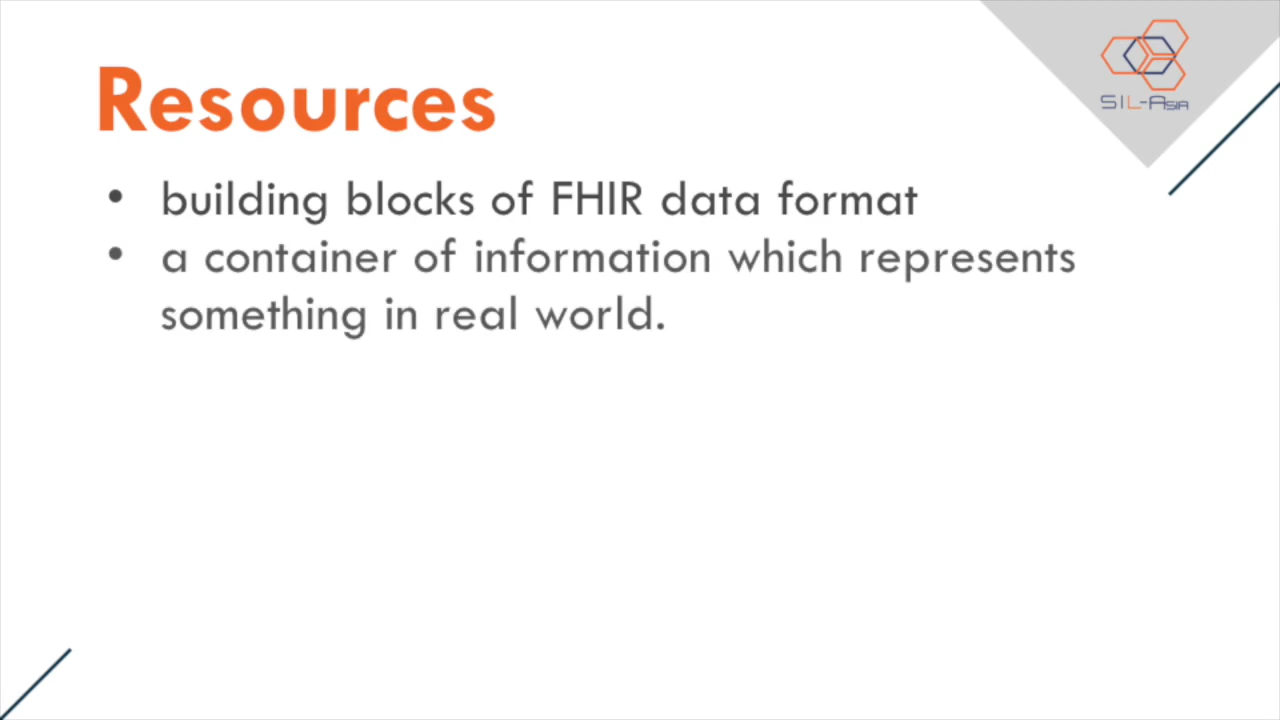 SIL-Asia
Resources
• building blocks of FHIR data format
• a container of information which represents
something in real world.